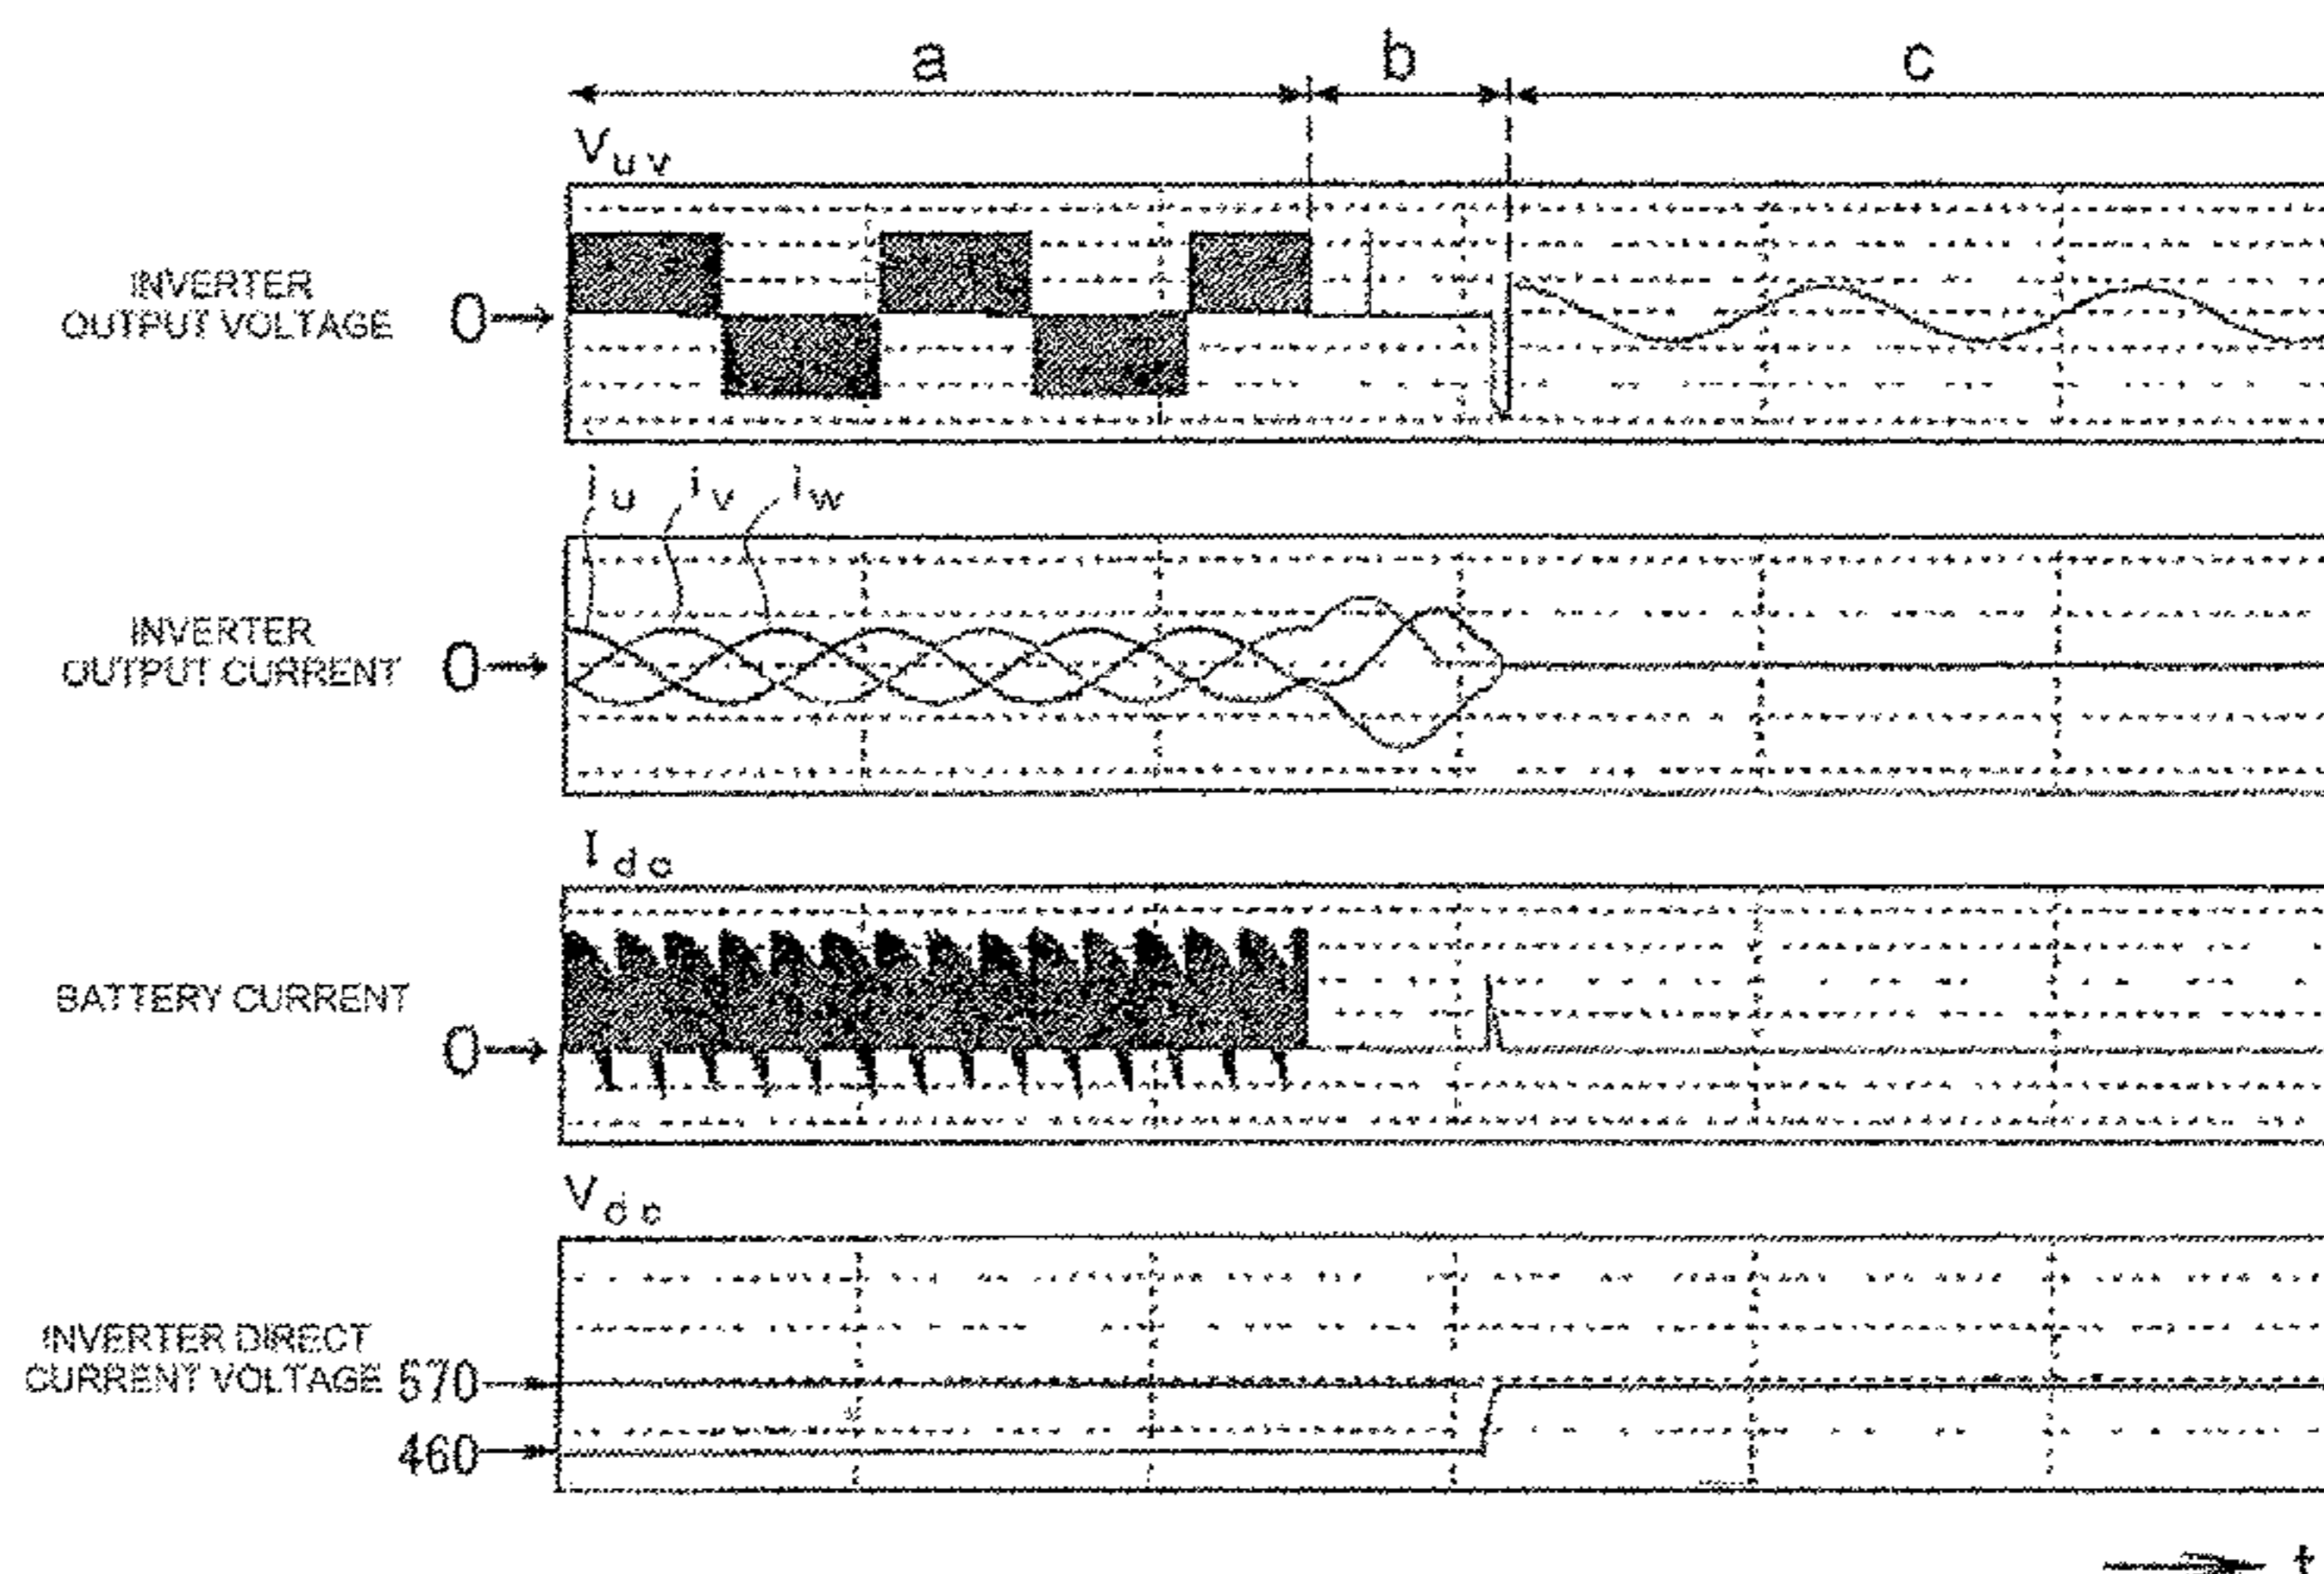 a b c
Vuv
INVERTER
OUTPUT VOLTAGE
0
iu iv iw
INVERTER
OUTPUT CURRENT
0
Idc
BATTERY CURRENT
0
Vdc
INVERTER DIRECT
CURRENT VOLTAGE
570
460
t